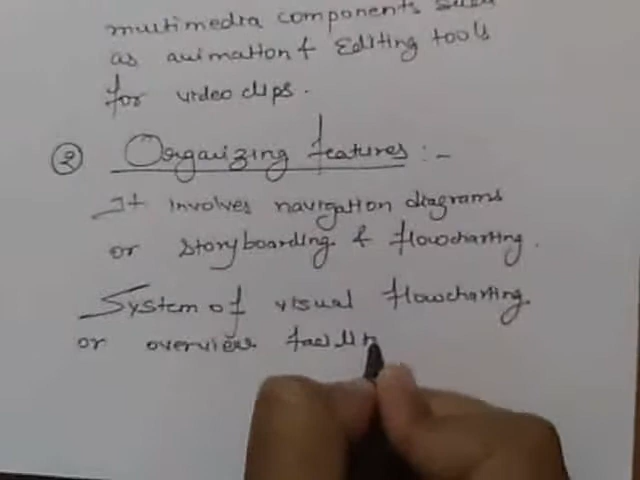 multimedia components such
as animation & Editing tools
for video clips.
② Organizing features :-
It involves navigation diagrams
or storyboarding & flowcharting.
System of visual flowcharting.
or overview facilit